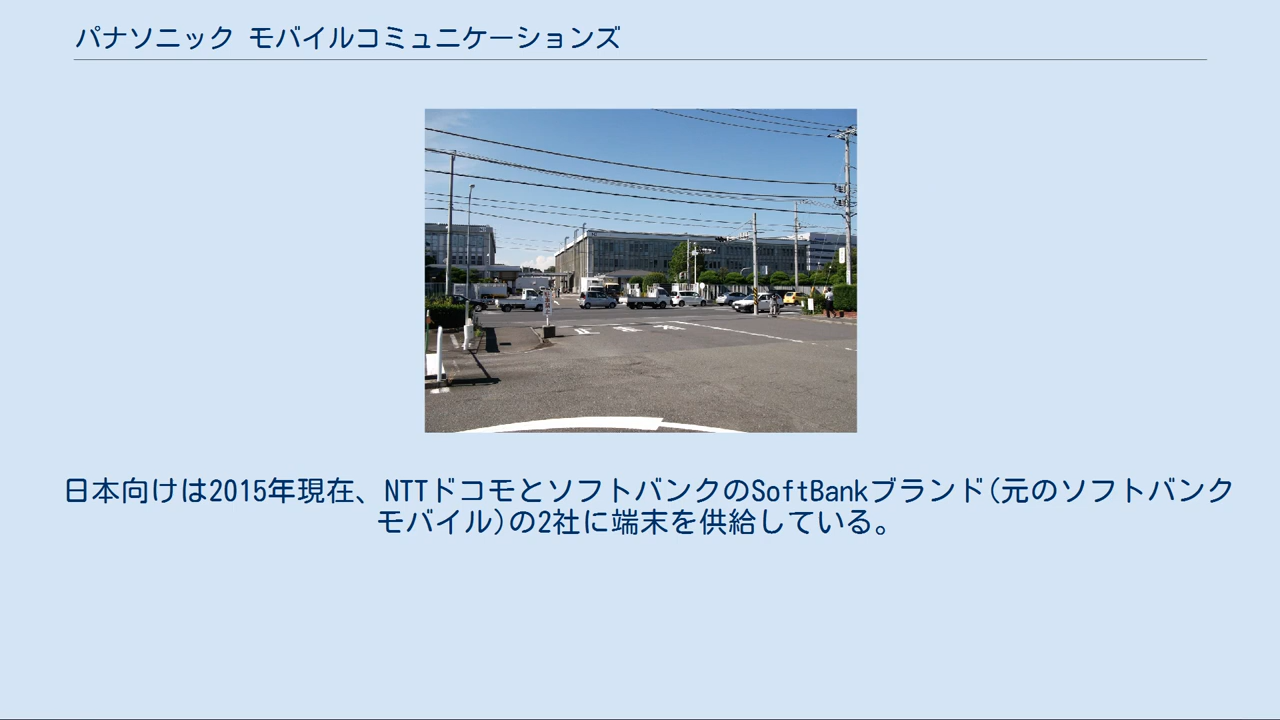 パナソニック モバイルコミュニケーションズ
日本向けは2015年現在、NTTドコモとソフトバンクのSoftBankブランド(元のソフトバンク
モバイル)の2社に端末を供給している。